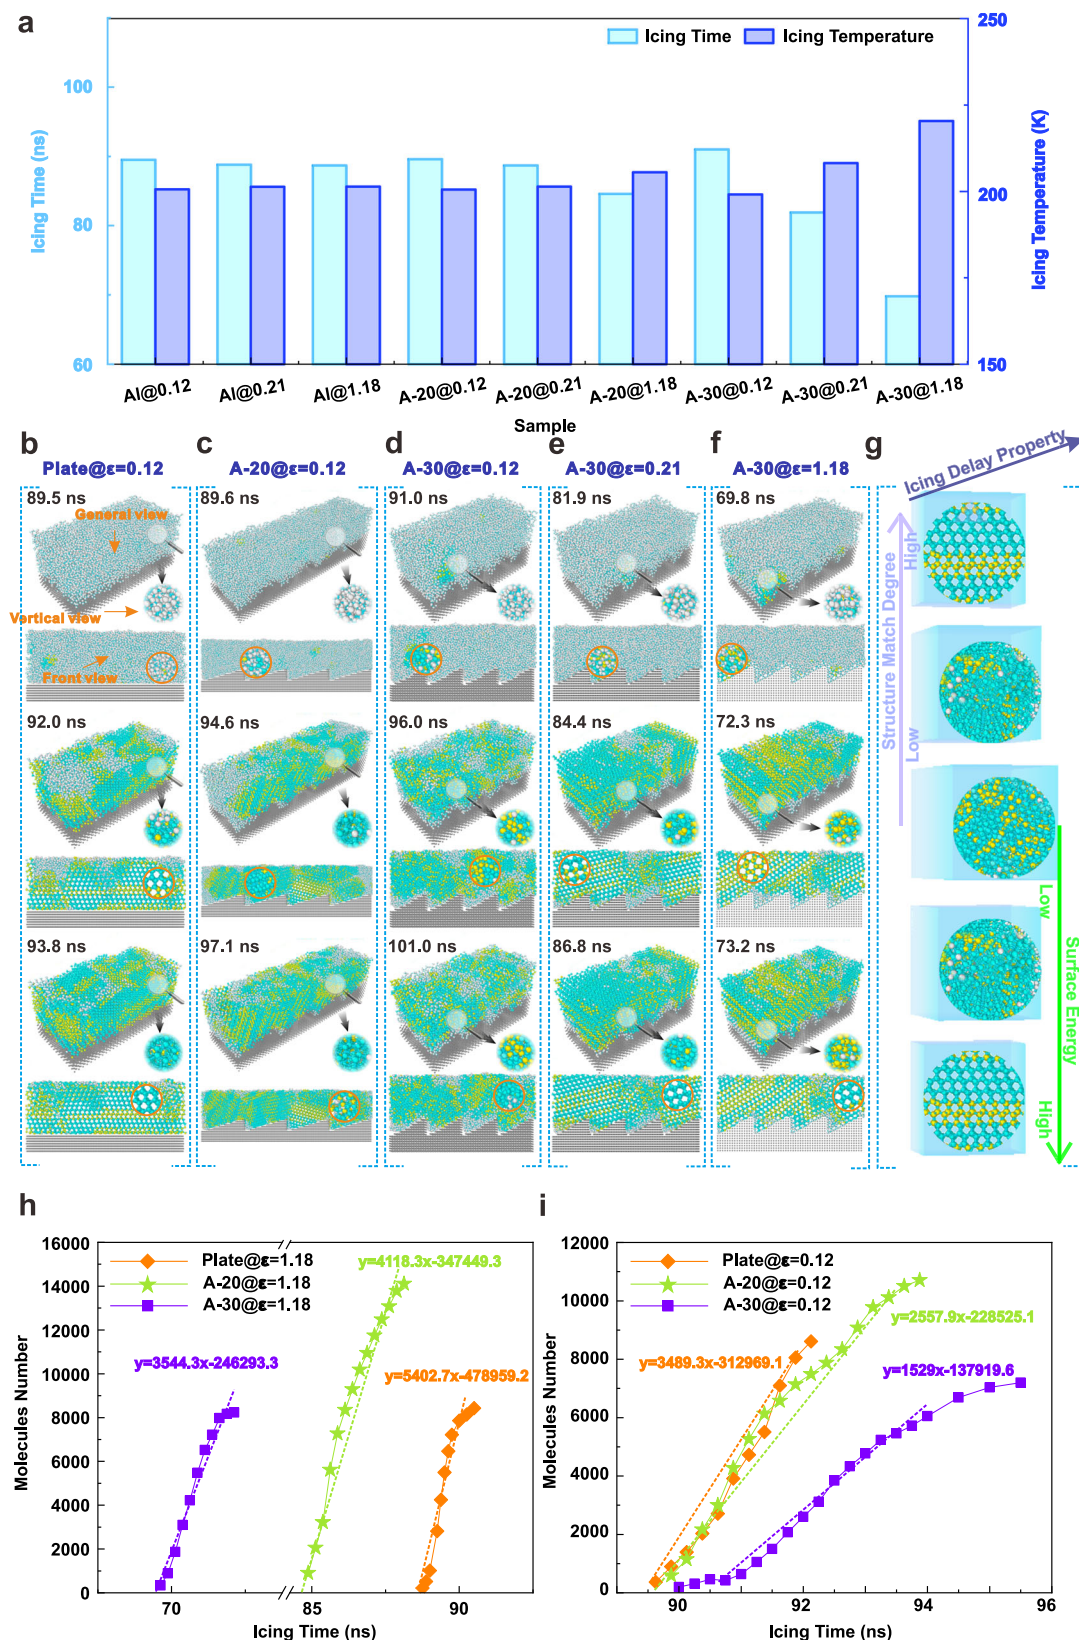 a
Icing Time
Icing Temperature
Icing Time (ns)
100
80
60
250
200
150
Icing Temperature (K)
Al@0.12
Al@0.21
Al@1.18
A-20@0.12
A-20@0.21
A-20@1.18
A-30@0.12
A-30@0.21
A-30@1.18
Sample
b
c
d
e
f
g
Plate@ε=0.12
A-20@ε=0.12
A-30@ε=0.12
A-30@ε=0.21
A-30@ε=1.18
Icing Delay Property
89.5 ns
89.6 ns
91.0 ns
81.9 ns
69.8 ns
General view
Vertical view
Front view
92.0 ns
94.6 ns
96.0 ns
84.4 ns
72.3 ns
93.8 ns
97.1 ns
101.0 ns
86.8 ns
73.2 ns
Structure Match Degree
High
Low
Low
High
Surface Energy
h
16000
14000
12000
10000
8000
6000
4000
2000
0
Molecules Number
Plate@ε=1.18
A-20@ε=1.18
A-30@ε=1.18
y=4118.3x-347449.3
y=3544.3x-246293.3
y=5402.7x-478959.2
70
85
90
Icing Time (ns)
i
12000
10000
8000
6000
4000
2000
0
Molecules Number
Plate@ε=0.12
A-20@ε=0.12
A-30@ε=0.12
y=2557.9x-228525.1
y=3489.3x-312969.1
y=1529x-137919.6
90
92
94
96
Icing Time (ns)